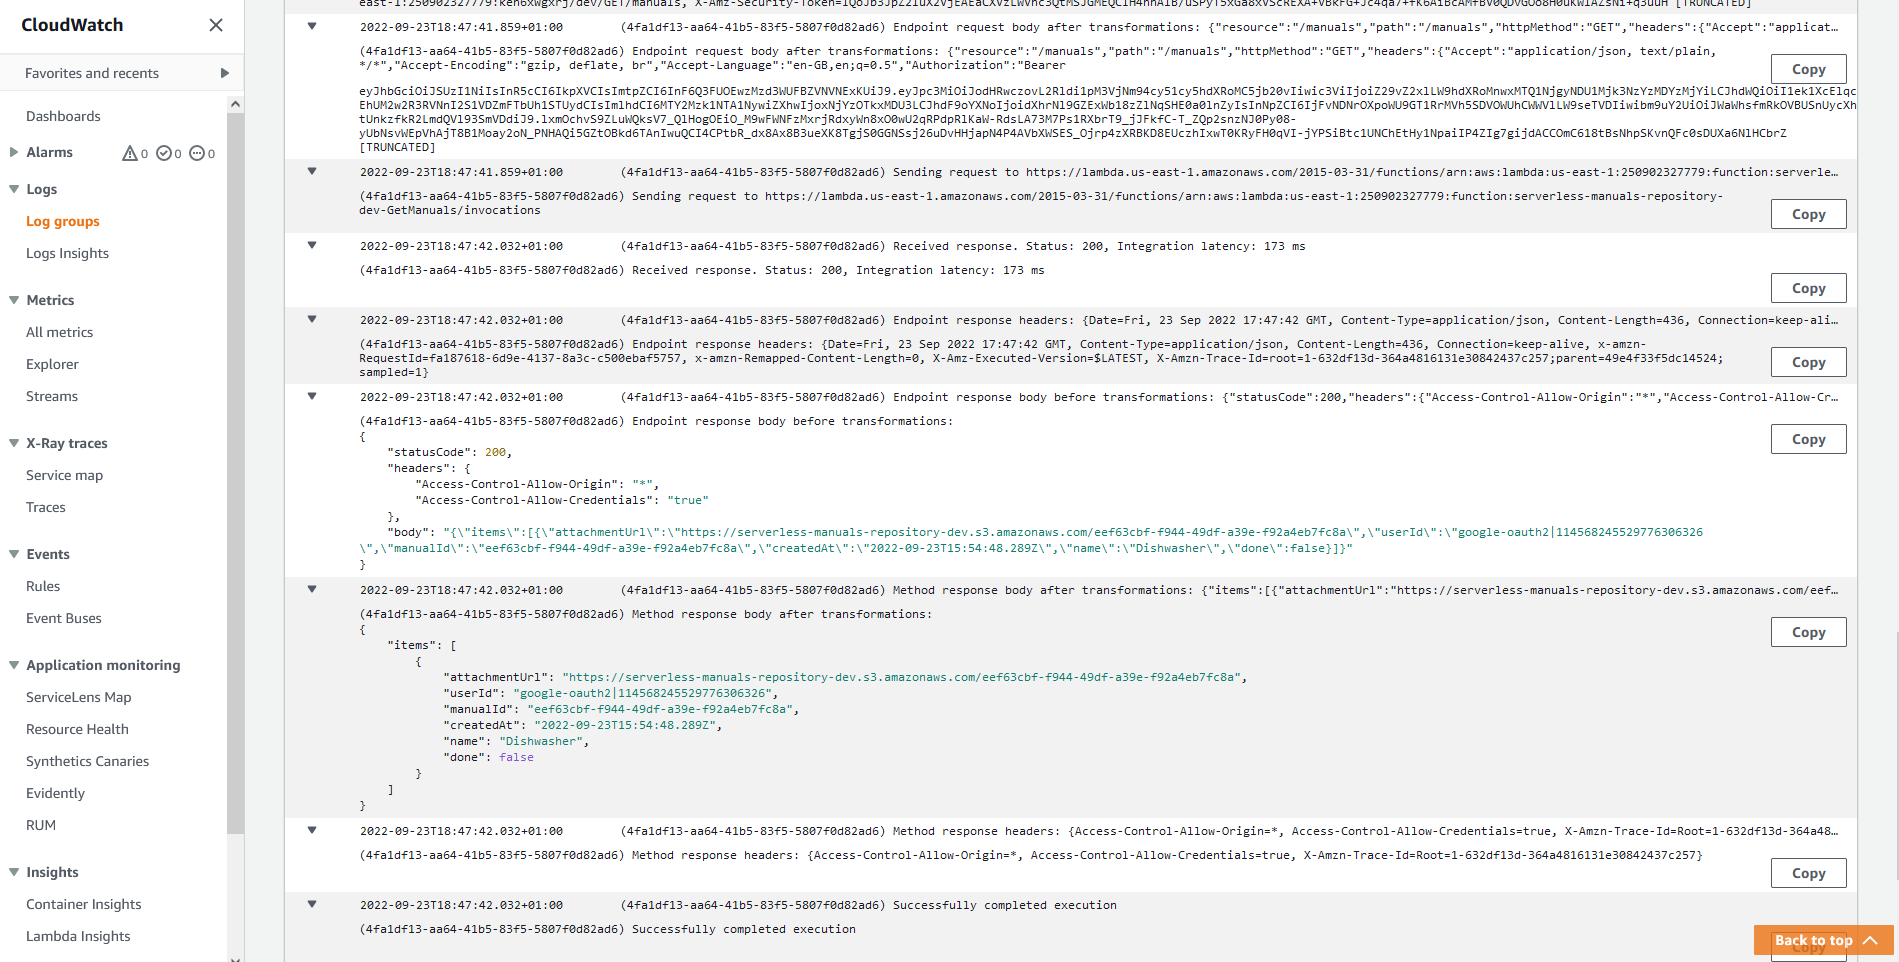 CloudWatch
Favorites and recents
Dashboards
Alarms 0 0 0
Logs
Log groups
Logs Insights
Metrics
All metrics
Explorer
Streams
X-Ray traces
Service map
Traces
Events
Rules
Event Buses
Application monitoring
ServiceLens Map
Resource Health
Synthetics Canaries
Evidently
RUM
Insights
Container Insights
Lambda Insights
[TRUNCATED]
2022-09-23T18:47:41.859+01:00 (4fa1df13-aa64-41b5-83f5-5807f0d82ad6) Endpoint request body after transformations: {"resource":"/manuals","path":"/manuals","httpMethod":"GET","headers":{"Accept":"applicat…
(4fa1df13-aa64-41b5-83f5-5807f0d82ad6) Endpoint request body after transformations: {"resource":"/manuals","path":"/manuals","httpMethod":"GET","headers":{"Accept":"application/json, text/plain,
*/*","Accept-Encoding":"gzip, deflate, br","Accept-Language":"en-GB,en;q=0.5","Authorization":"Bearer
Copy
[TRUNCATED]
2022-09-23T18:47:41.859+01:00 (4fa1df13-aa64-41b5-83f5-5807f0d82ad6) Sending request to https://lambda.us-east-1.amazonaws.com/2015-03-31/functions/arn:aws:lambda:us-east-1:250902327779:function:serverle…
(4fa1df13-aa64-41b5-83f5-5807f0d82ad6) Sending request to https://lambda.us-east-1.amazonaws.com/2015-03-31/functions/arn:aws:lambda:us-east-1:250902327779:function:serverless-manuals-repository-
dev-GetManuals/invocations
Copy
2022-09-23T18:47:42.032+01:00 (4fa1df13-aa64-41b5-83f5-5807f0d82ad6) Received response. Status: 200, Integration latency: 173 ms
(4fa1df13-aa64-41b5-83f5-5807f0d82ad6) Received response. Status: 200, Integration latency: 173 ms
Copy
2022-09-23T18:47:42.032+01:00 (4fa1df13-aa64-41b5-83f5-5807f0d82ad6) Endpoint response headers: {Date=Fri, 23 Sep 2022 17:47:42 GMT, Content-Type=application/json, Content-Length=436, Connection=keep-ali…
(4fa1df13-aa64-41b5-83f5-5807f0d82ad6) Endpoint response headers: {Date=Fri, 23 Sep 2022 17:47:42 GMT, Content-Type=application/json, Content-Length=436, Connection=keep-alive, x-amzn-
RequestId=fa187618-6d9e-4137-8a3c-c500ebaf5757, x-amzn-Remapped-Content-Length=0, X-Amz-Executed-Version=$LATEST, X-Amzn-Trace-Id=root=1-632df13d-364a4816131e30842437c257;parent=49e4f33f5dc14524;
sampled=1}
Copy
2022-09-23T18:47:42.032+01:00 (4fa1df13-aa64-41b5-83f5-5807f0d82ad6) Endpoint response body before transformations: {"statusCode":200,"headers":{"Access-Control-Allow-Origin":"*","Access-Control-Allow-Cr…
(4fa1df13-aa64-41b5-83f5-5807f0d82ad6) Endpoint response body before transformations:
{
"statusCode": 200,
"headers": {
"Access-Control-Allow-Origin": "*",
"Access-Control-Allow-Credentials": "true"
},
"body": "{\"items\":[{\"attachmentUrl\":\"https://serverless-manuals-repository-dev.s3.amazonaws.com/eef63cbf-f944-49df-a39e-f92a4eb7fc8a\",\"userId\":\"google-oauth2|114568245529776306326
\",\"manualId\":\"eef63cbf-f944-49df-a39e-f92a4eb7fc8a\",\"createdAt\":\"2022-09-23T15:54:48.289Z\",\"name\":\"Dishwasher\",\"done\":false}]}"
}
Copy
2022-09-23T18:47:42.032+01:00 (4fa1df13-aa64-41b5-83f5-5807f0d82ad6) Method response body after transformations: {"items":[{"attachmentUrl":"https://serverless-manuals-repository-dev.s3.amazonaws.com/eef…
(4fa1df13-aa64-41b5-83f5-5807f0d82ad6) Method response body after transformations:
{
"items": [
{
"attachmentUrl": "https://serverless-manuals-repository-dev.s3.amazonaws.com/eef63cbf-f944-49df-a39e-f92a4eb7fc8a",
"userId": "google-oauth2|114568245529776306326",
"manualId": "eef63cbf-f944-49df-a39e-f92a4eb7fc8a",
"createdAt": "2022-09-23T15:54:48.289Z",
"name": "Dishwasher",
"done": false
}
]
}
Copy
2022-09-23T18:47:42.032+01:00 (4fa1df13-aa64-41b5-83f5-5807f0d82ad6) Method response headers: {Access-Control-Allow-Origin=*, Access-Control-Allow-Credentials=true, X-Amzn-Trace-Id=Root=1-632df13d-364a48…
(4fa1df13-aa64-41b5-83f5-5807f0d82ad6) Method response headers: {Access-Control-Allow-Origin=*, Access-Control-Allow-Credentials=true, X-Amzn-Trace-Id=Root=1-632df13d-364a4816131e30842437c257}
Copy
2022-09-23T18:47:42.032+01:00 (4fa1df13-aa64-41b5-83f5-5807f0d82ad6) Successfully completed execution
(4fa1df13-aa64-41b5-83f5-5807f0d82ad6) Successfully completed execution
Back to top